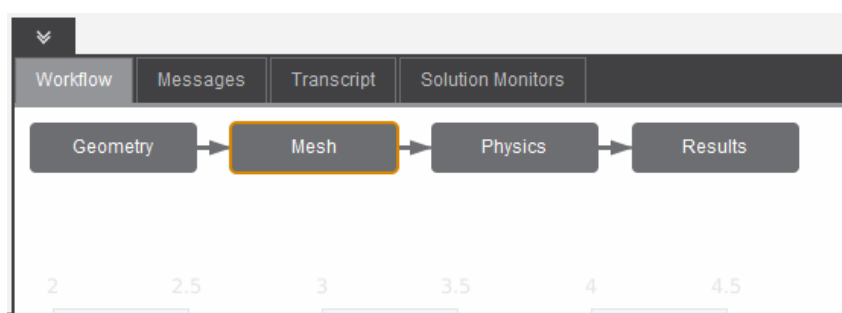 Workflow Messages Transcript Solution Monitors
Geometry Mesh Physics Results
2 2.5 3 3.5 4 4.5